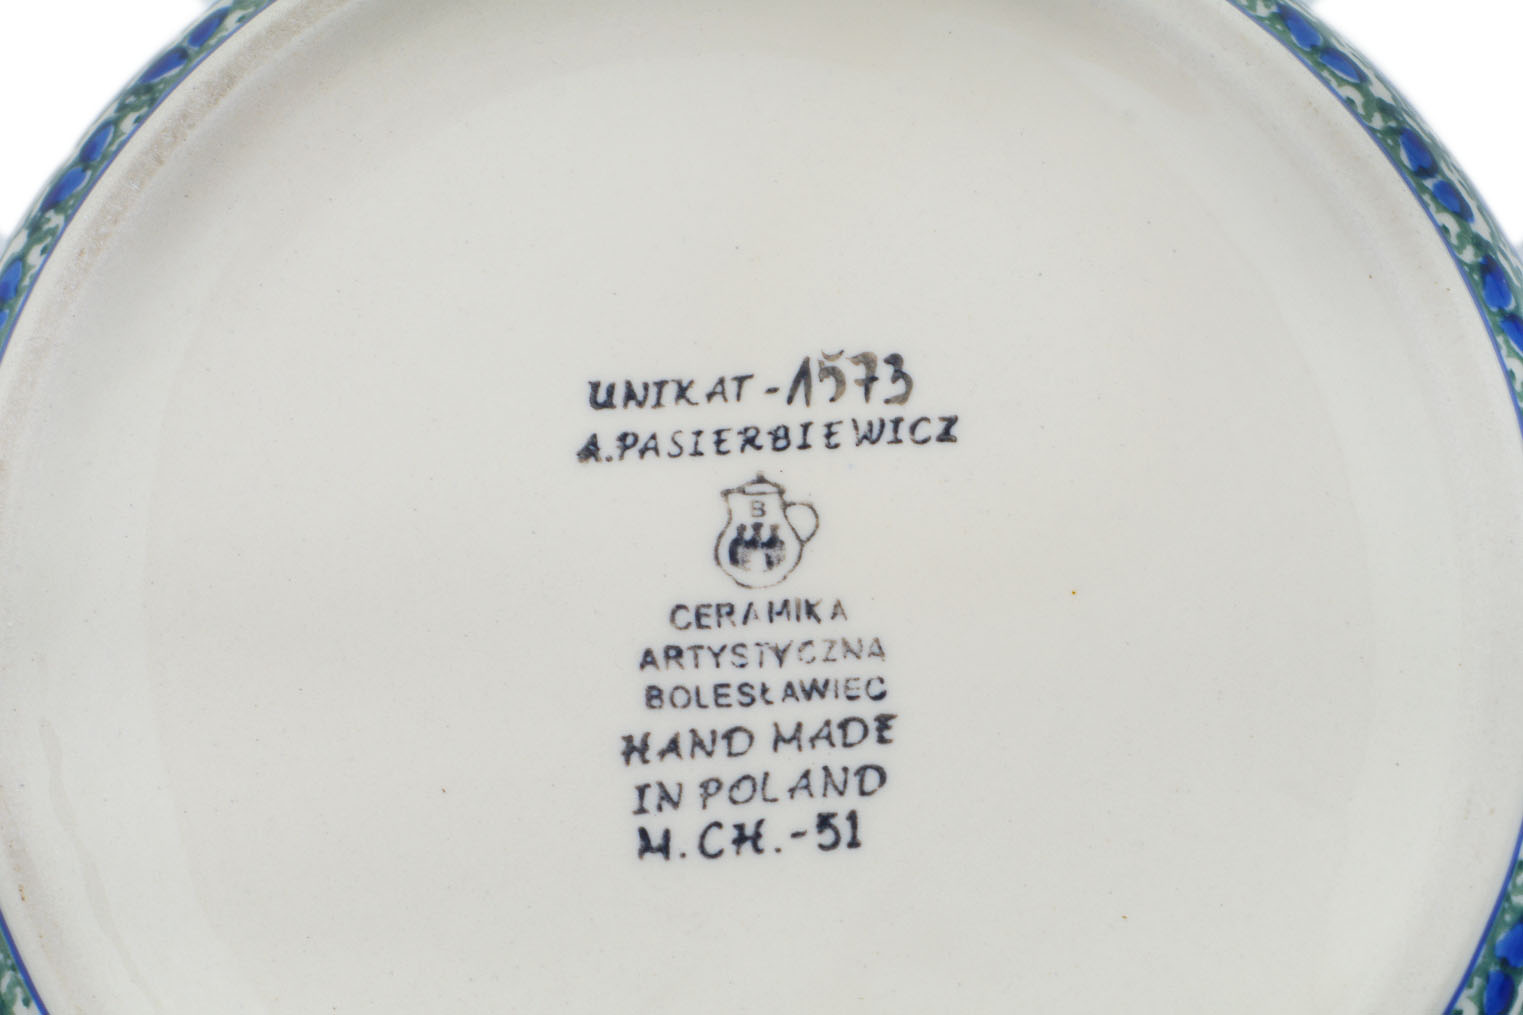 UNIKAT-1573
A.PASIERBIEWICZ
B
CERAMIKA
ARTYSTYCZNA
BOLESŁAWIEC
HAND MADE
IN POLAND
M.CH.-51